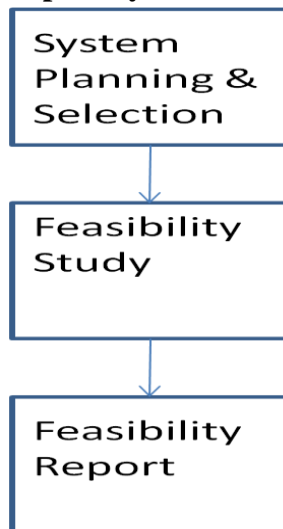 System
Planning &
Selection
Feasibility
Study
Feasibility
Report